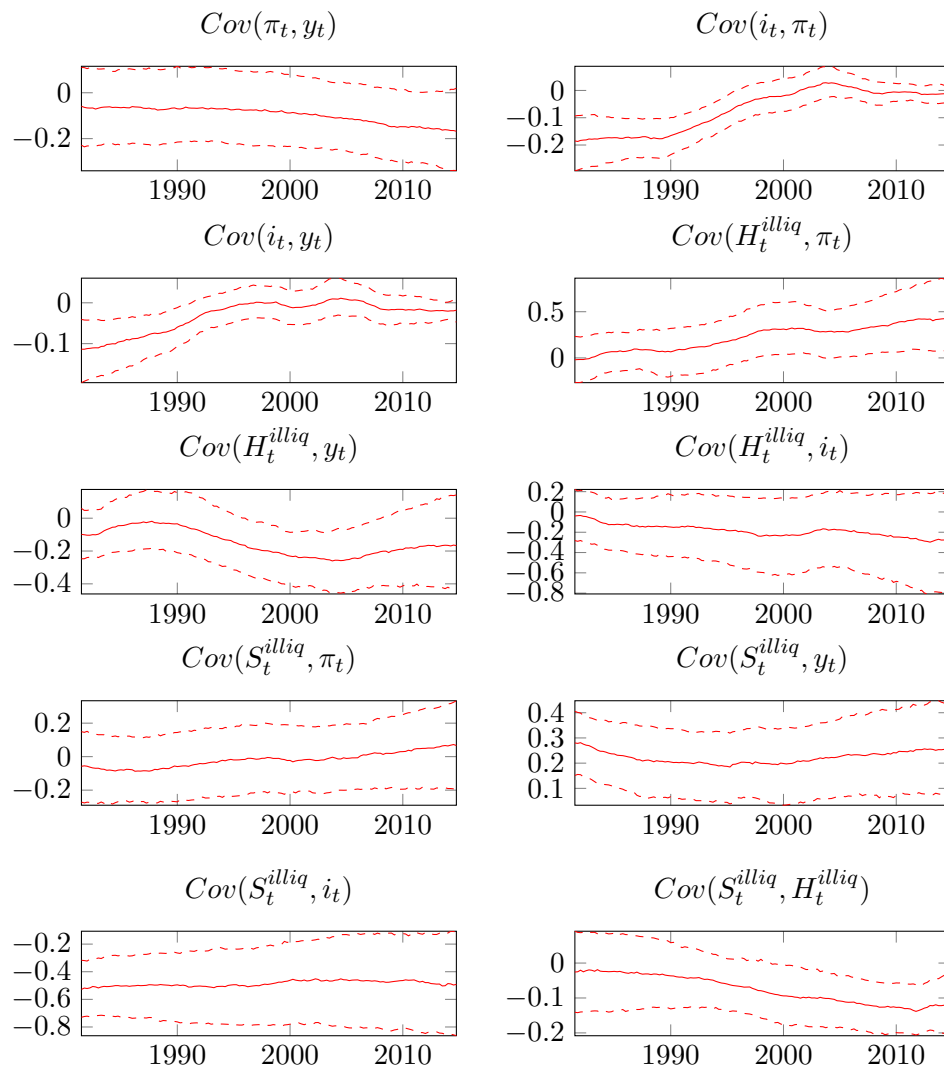 Cov(π_t, y_t) Cov(i_t, π_t)
0 0
−0.1
−0.2 −0.2
1990 2000 2010 1990 2000 2010
Cov(i_t, y_t) Cov(H_t^{illiq}, π_t)
0 0.5
−0.1 0
1990 2000 2010 1990 2000 2010
Cov(H_t^{illiq}, y_t) Cov(H_t^{illiq}, i_t)
0.2
0 0
−0.2 −0.2
−0.4
−0.4 −0.6
−0.8
1990 2000 2010 1990 2000 2010
Cov(S_t^{illiq}, π_t) Cov(S_t^{illiq}, y_t)
0.4
0.2 0.3
0 0.2
−0.2 0.1
1990 2000 2010 1990 2000 2010
Cov(S_t^{illiq}, i_t) Cov(S_t^{illiq}, H_t^{illiq})
−0.2 0
−0.4
−0.6 −0.1
−0.8 −0.2
1990 2000 2010 1990 2000 2010